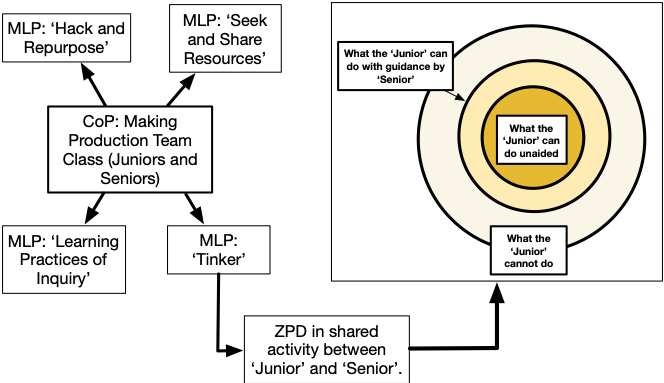 MLP: ‘Hack and
Repurpose’
MLP: ‘Seek
and Share
Resources’
CoP: Making
Production Team
Class (Juniors and
Seniors)
MLP: ‘Learning
Practices of
Inquiry’
MLP:
‘Tinker’
ZPD in shared
activity between
‘Junior’ and ‘Senior’.
What the ‘Junior’ can
do with guidance by
‘Senior’
What the
‘Junior’ can
do unaided
What the
‘Junior’
cannot do